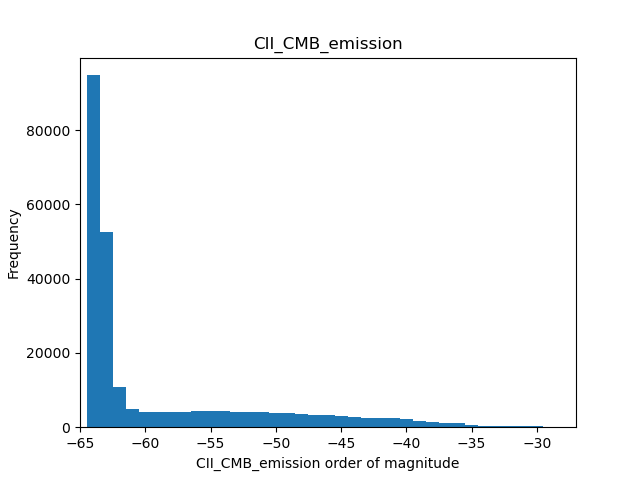 CII_CMB_emission
Frequency
80000
60000
40000
20000
0
−65 −60 −55 −50 −45 −40 −35 −30
CII_CMB_emission order of magnitude